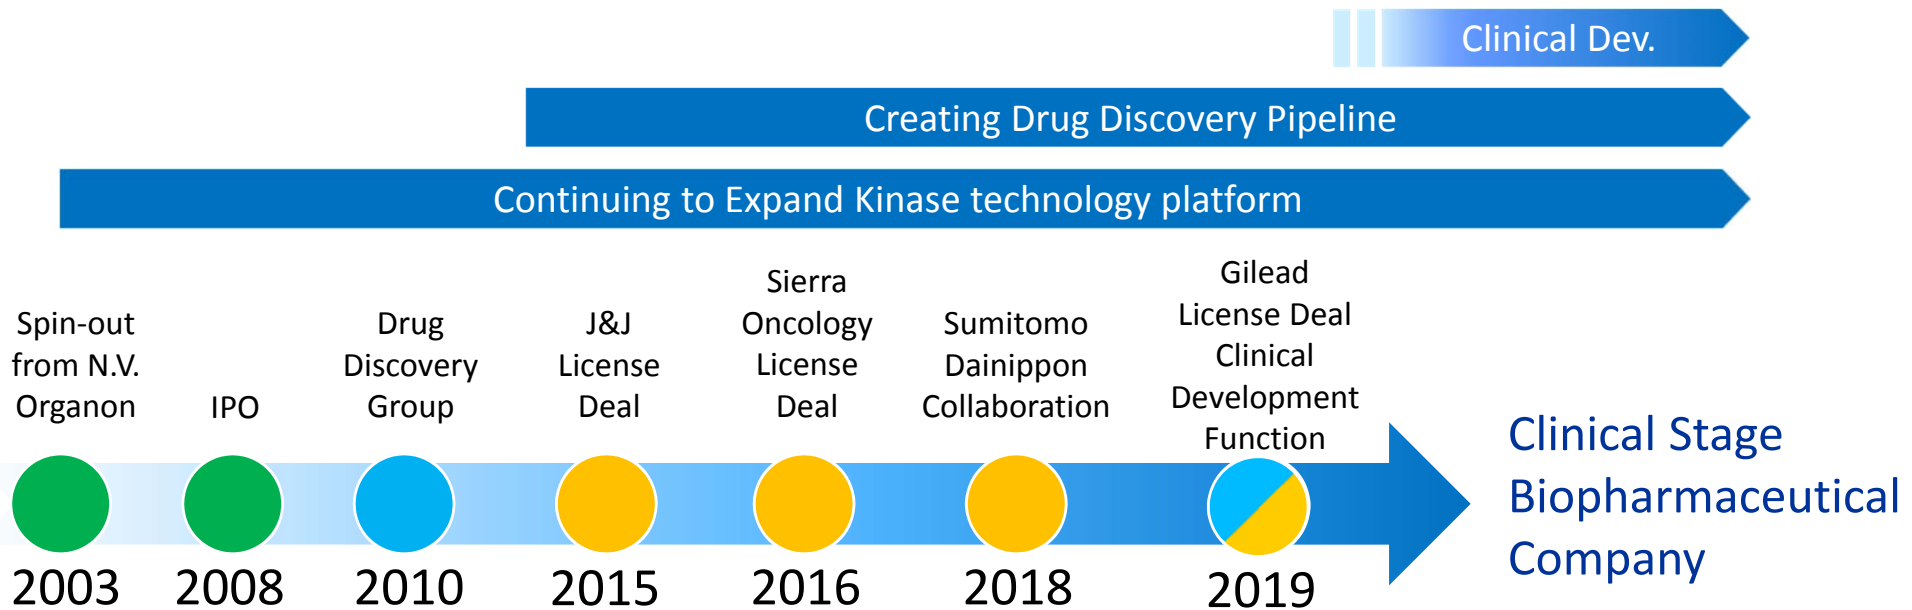 Clinical Dev.
Creating Drug Discovery Pipeline
Continuing to Expand Kinase technology platform
Spin-out
from N.V.
Organon
IPO
Drug
Discovery
Group
J&J
License
Deal
Sierra
Oncology
License
Deal
Sumitomo
Dainippon
Collaboration
Gilead
License Deal
Clinical
Development
Function
2003
2008
2010
2015
2016
2018
2019
Clinical Stage
Biopharmaceutical
Company